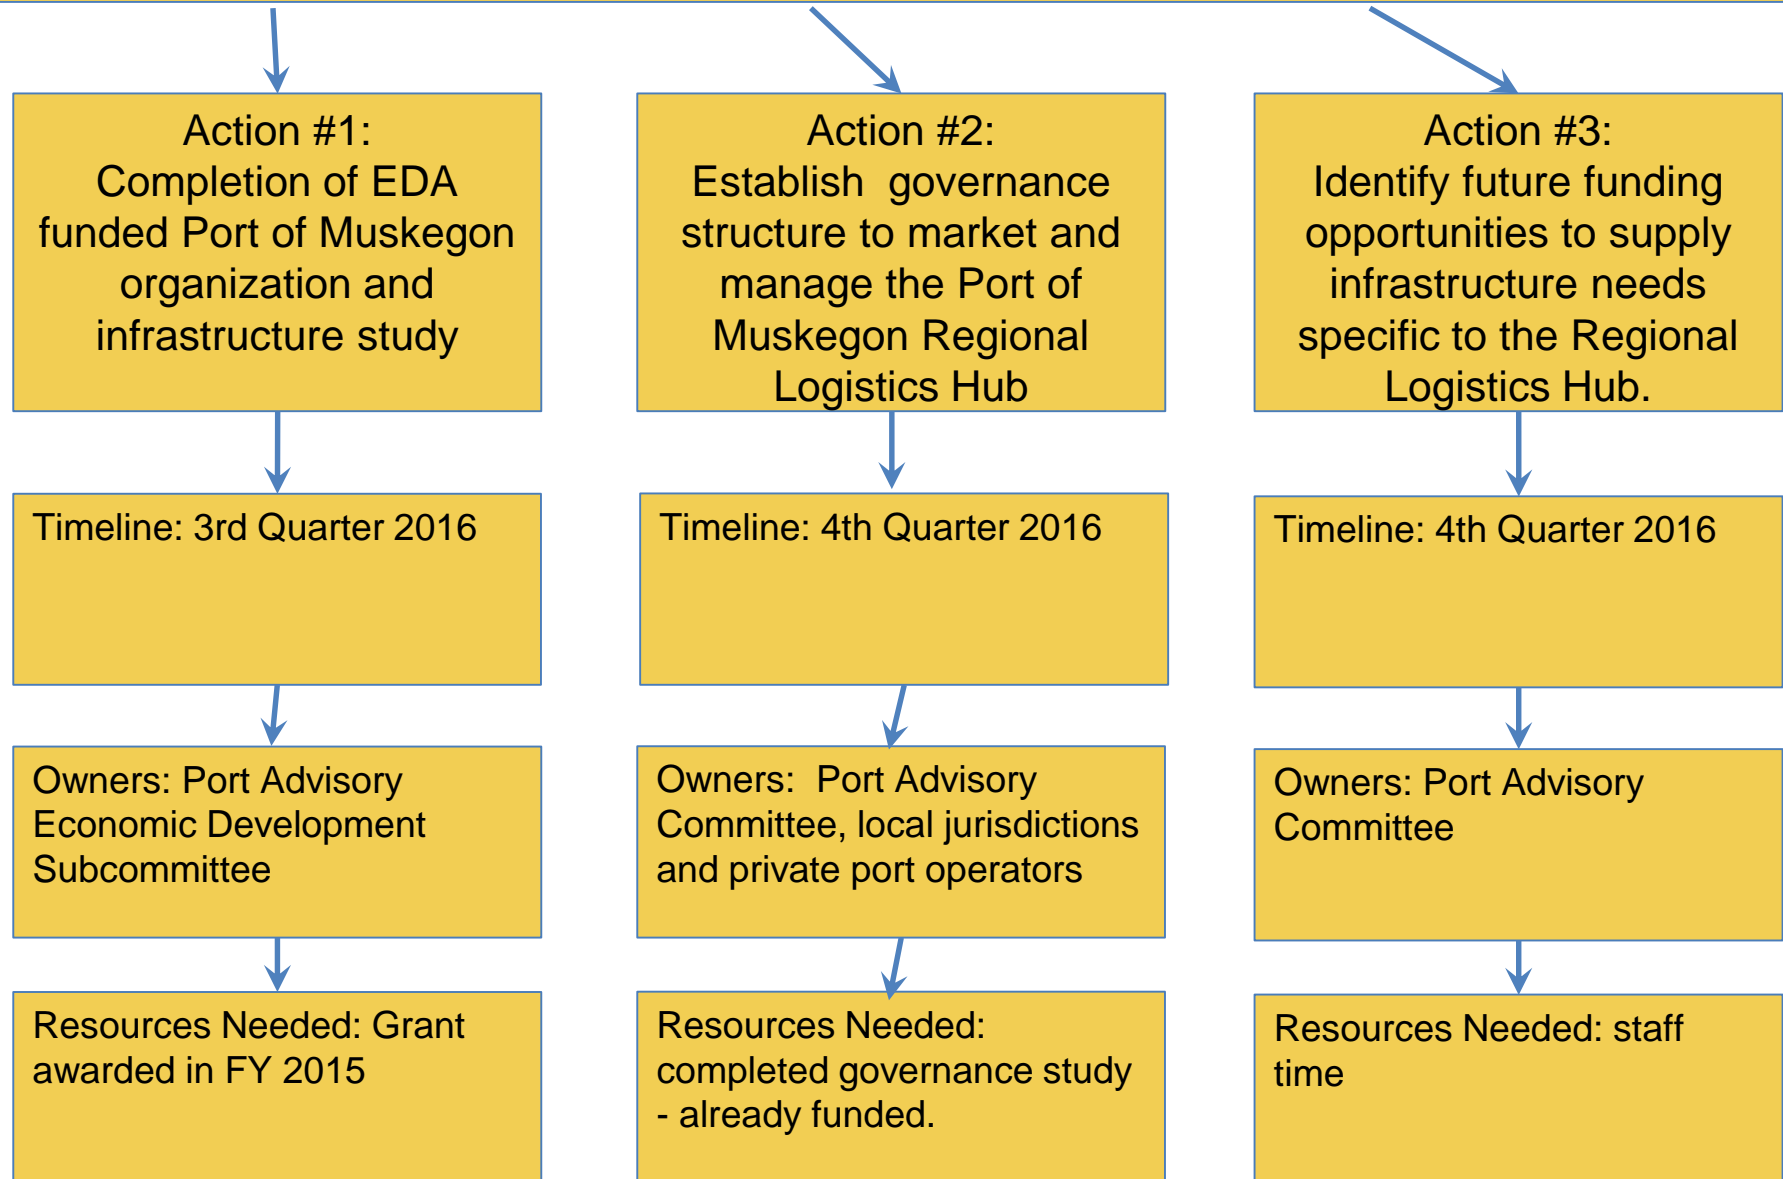 Action #1:
Completion of EDA
funded Port of Muskegon
organization and
infrastructure study
Timeline: 3rd Quarter 2016
Owners: Port Advisory
Economic Development
Subcommittee
Resources Needed: Grant
awarded in FY 2015
Action #2:
Establish  governance
structure to market and
manage the Port of
Muskegon Regional
Logistics Hub
Timeline: 4th Quarter 2016
Owners:  Port Advisory
Committee, local jurisdictions
and private port operators
Resources Needed:
completed governance study
- already funded.
Action #3:
Identify future funding
opportunities to supply
infrastructure needs
specific to the Regional
Logistics Hub.
Timeline: 4th Quarter 2016
Owners: Port Advisory
Committee
Resources Needed: staff
time